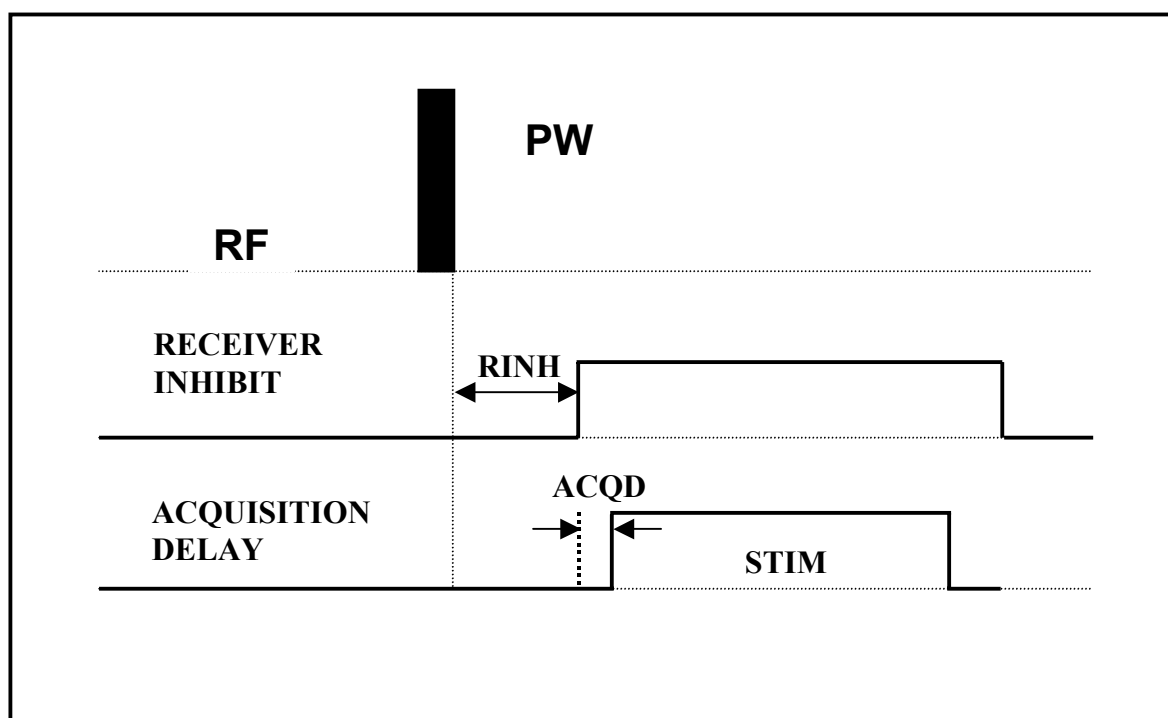 PW
RF
RECEIVER
INHIBIT
RINH
ACQD
ACQUISITION
DELAY
STIM